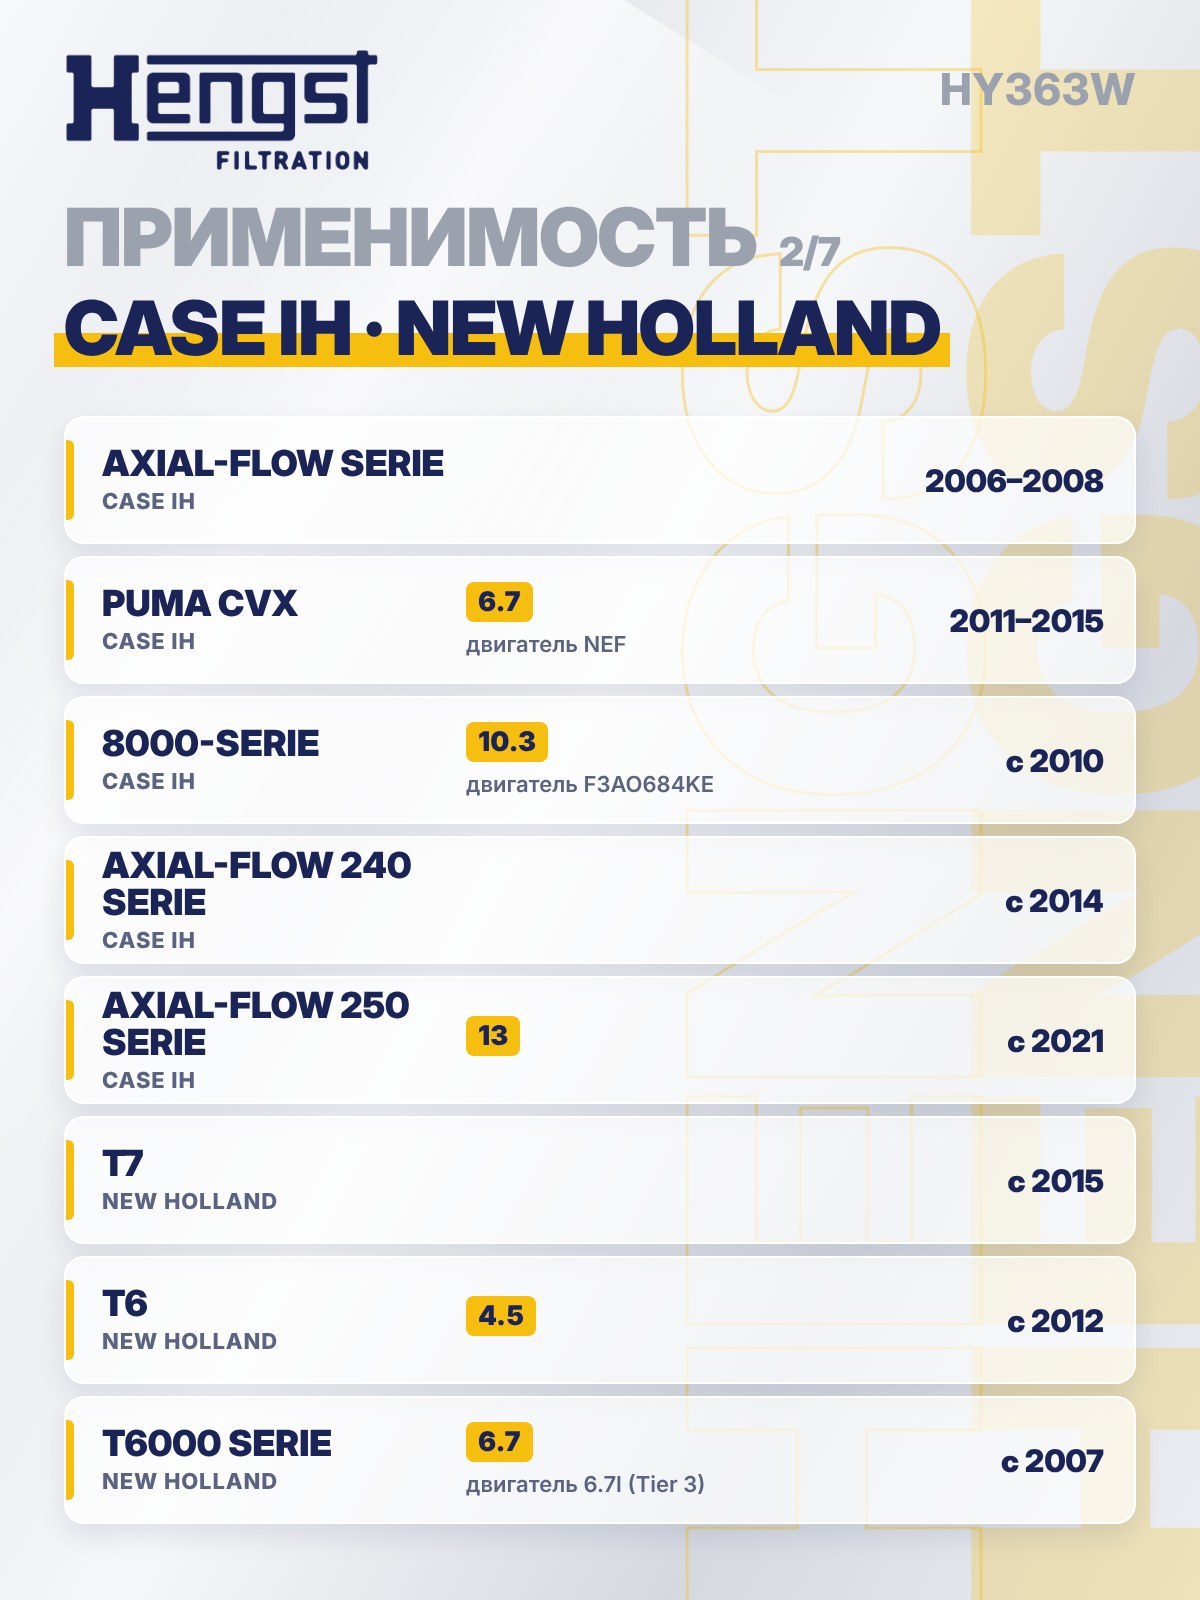 Hengst
FILTRATION
HY363W
ПРИМЕНИМОСТЬ 2/7
CASE IH · NEW HOLLAND
AXIAL-FLOW SERIE
CASE IH
2006–2008
PUMA CVX
CASE IH
6.7
двигатель NEF
2011–2015
8000-SERIE
CASE IH
10.3
двигатель F3AO684KE
с 2010
AXIAL-FLOW 240
SERIE
CASE IH
с 2014
AXIAL-FLOW 250
SERIE
CASE IH
13
с 2021
T7
NEW HOLLAND
с 2015
T6
NEW HOLLAND
4.5
с 2012
T6000 SERIE
NEW HOLLAND
6.7
двигатель 6.7l (Tier 3)
с 2007
HENGST